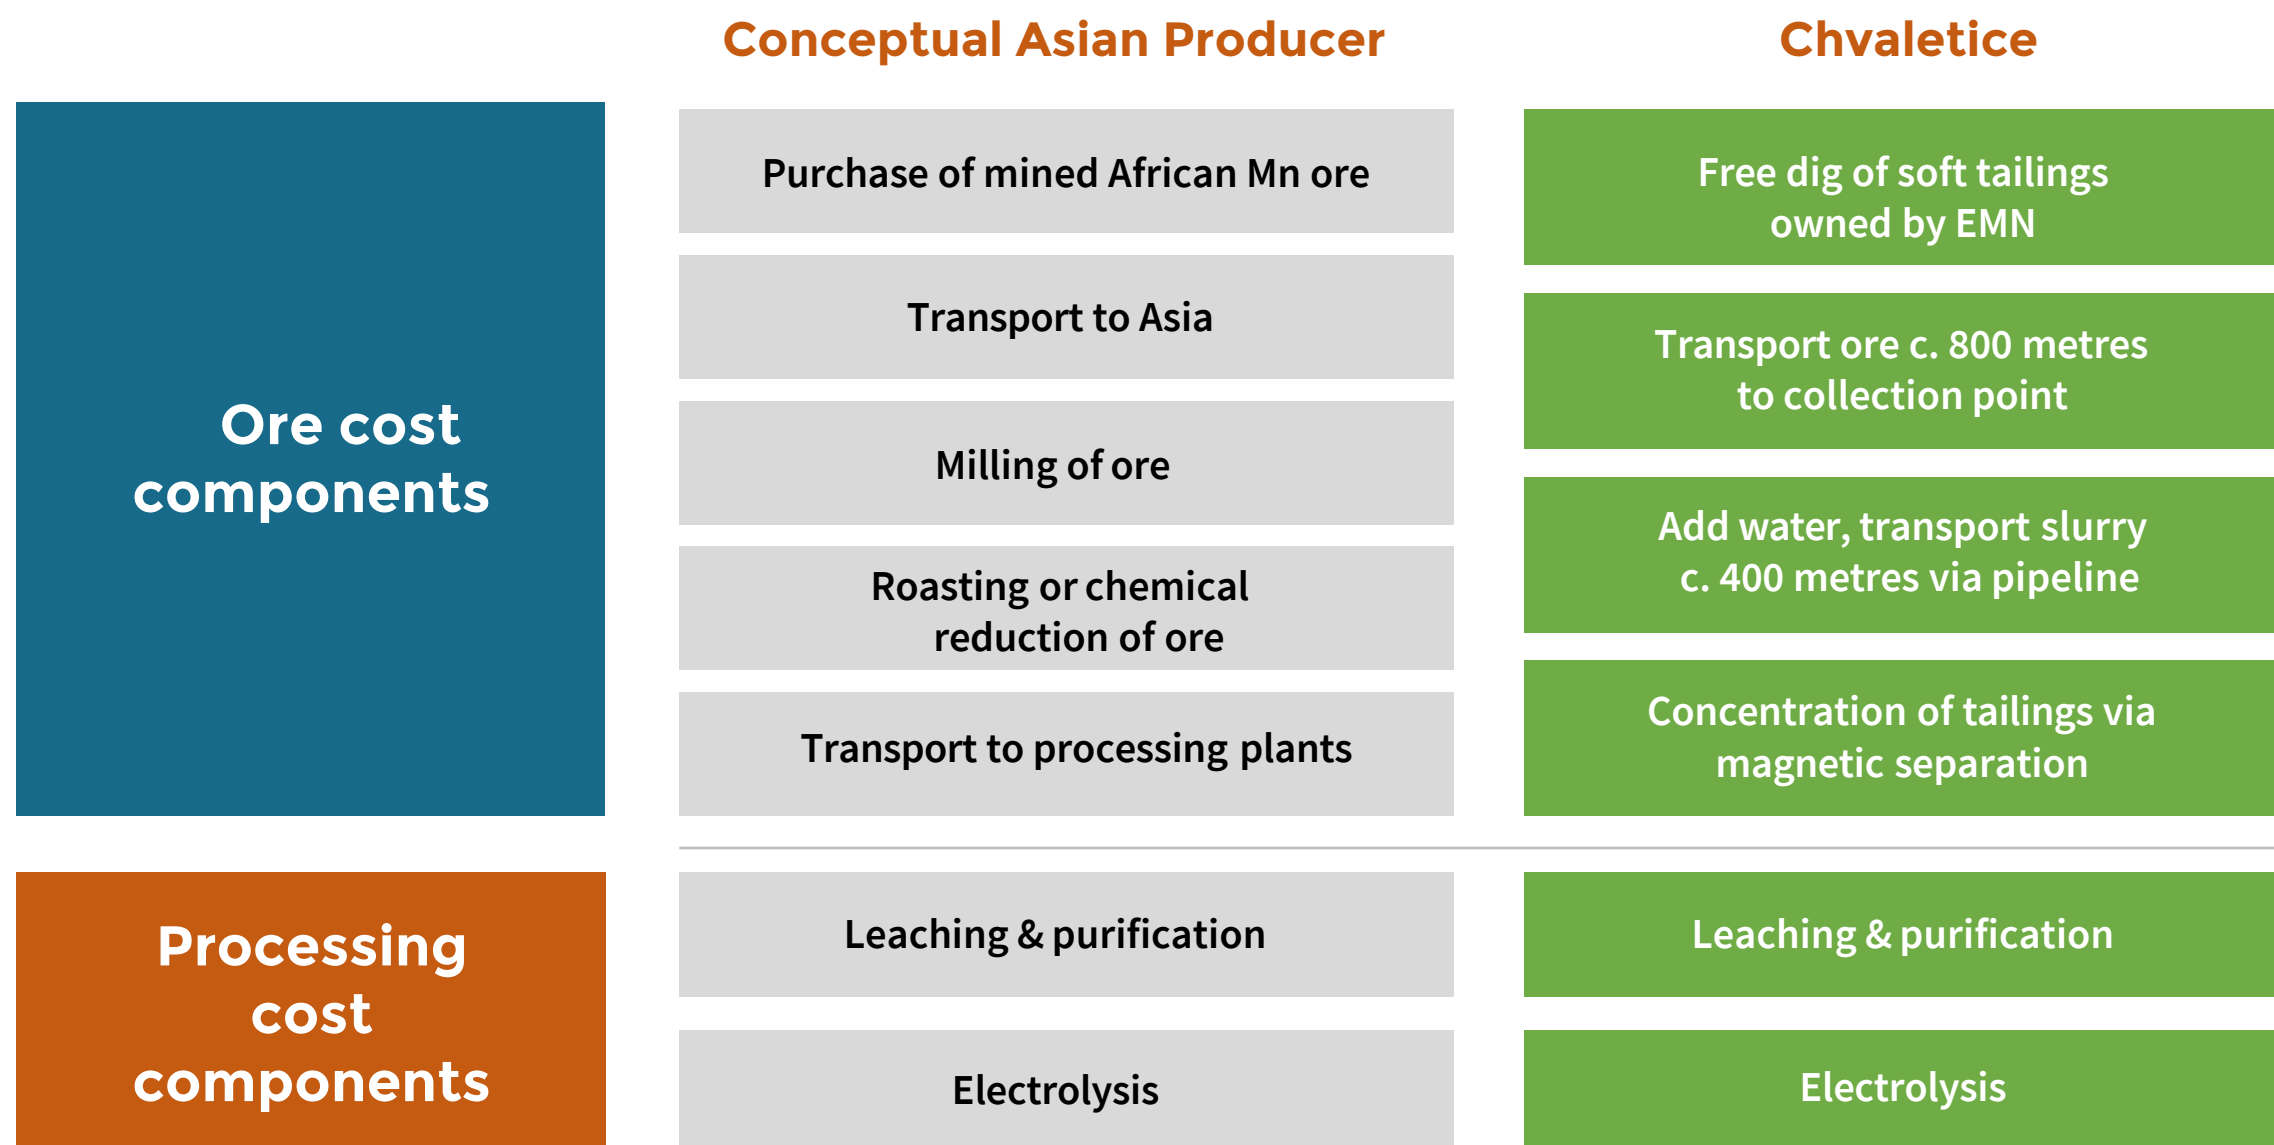 Conceptual Asian Producer
Chvaletice
Ore cost
components
Purchase of mined African Mn ore
Transport to Asia
Milling of ore
Roasting or chemical
reduction of ore
Transport to processing plants
Free dig of soft tailings
owned by EMN
Transport ore c. 800 metres
to collection point
Add water, transport slurry
c. 400 metres via pipeline
Concentration of tailings via
magnetic separation
Processing
cost
components
Leaching & purification
Electrolysis
Leaching & purification
Electrolysis